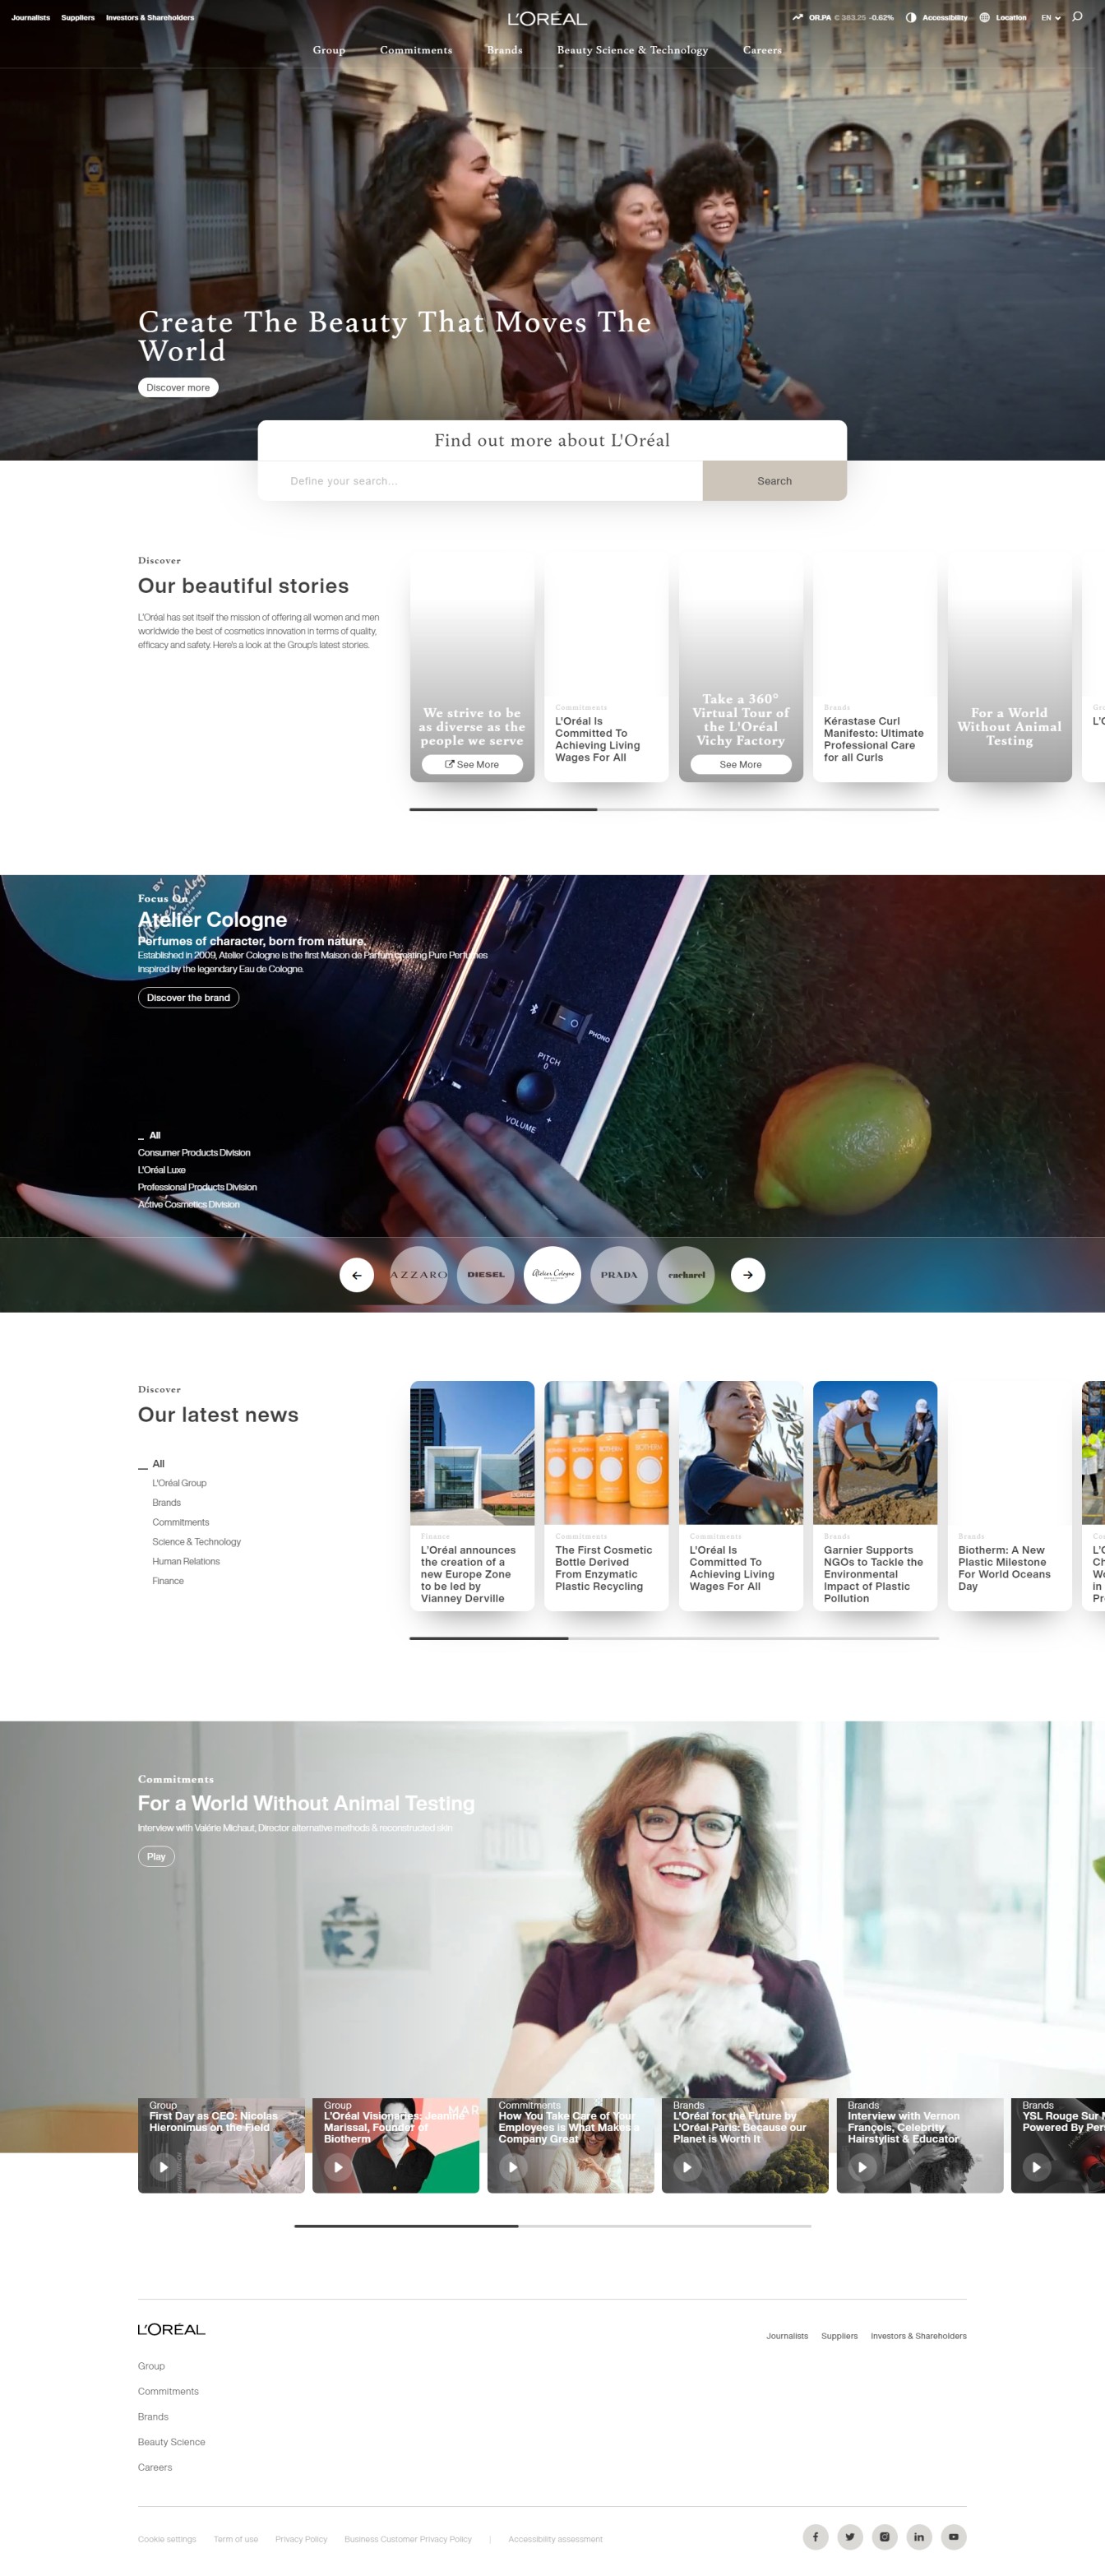 Journalists Suppliers Investors & Shareholders
L'ORÉAL
OR.PA € 383.25 -0.62% Accessibility Location EN
Group Commitments Brands Beauty Science & Technology Careers
Create The Beauty That Moves The
World
Discover more
Find out more about L'Oréal
Define your search...
Search
Discover
Our beautiful stories
L'Oréal has set itself the mission of offering all women and men
worldwide the best of cosmetics innovation in terms of quality,
efficacy and safety. Here's a look at the Group's latest stories.
We strive to be
as diverse as the
people we serve
See More
Commitments
L'Oréal Is
Committed To
Achieving Living
Wages For All
Take a 360°
Virtual Tour of
the L'Oréal
Vichy Factory
See More
Brands
Kérastase Curl
Manifesto: Ultimate
Professional Care
for all Curls
For a World
Without Animal
Testing
Focus On
Atelier Cologne
Perfumes of character, born from nature.
Established in 2009, Atelier Cologne is the first Maison de Parfum creating Pure Perfumes
inspired by the legendary Eau de Cologne.
Discover the brand
PHONO
PITCH
VOLUME
All
Consumer Products Division
L'Oréal Luxe
Professional Products Division
Active Cosmetics Division
AZZARO
DIESEL
Atelier Cologne
PRADA
cacharel
Discover
Our latest news
All
L'Oréal Group
Brands
Commitments
Science & Technology
Human Relations
Finance
Finance
L'Oréal announces
the creation of a
new Europe Zone
to be led by
Vianney Derville
BIOTHERM
Commitments
The First Cosmetic
Bottle Derived
From Enzymatic
Plastic Recycling
Commitments
L'Oréal Is
Committed To
Achieving Living
Wages For All
Brands
Garnier Supports
NGOs to Tackle the
Environmental
Impact of Plastic
Pollution
Brands
Biotherm: A New
Plastic Milestone
For World Oceans
Day
Commitments
For a World Without Animal Testing
Interview with Valérie Michaut, Director alternative methods & reconstructed skin
Play
Group
First Day as CEO: Nicolas
Hieronimus on the Field
Group
L'Oréal Visionaries: Jeanine
Marissal, Founder of
Biotherm
Commitments
How You Take Care of Your
Employees is What Makes a
Company Great
Brands
L'Oréal for the Future by
L'Oréal Paris: Because our
Planet is Worth It
Brands
Interview with Vernon
François, Celebrity
Hairstylist & Educator
Brands
YSL Rouge Sur
Powered By
L'ORÉAL
Journalists Suppliers Investors & Shareholders
Group
Commitments
Brands
Beauty Science
Careers
Cookie settings Term of use Privacy Policy Business Customer Privacy Policy | Accessibility assessment